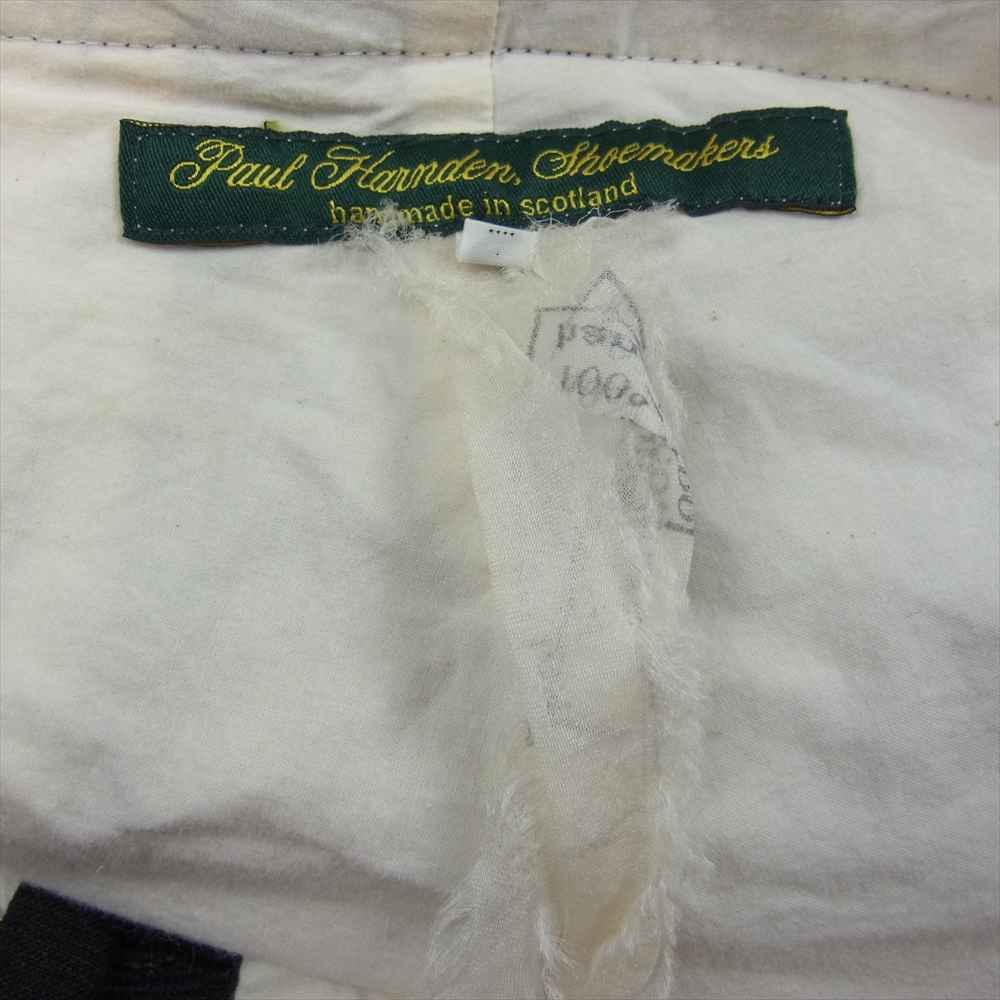 Paul Harnden, Shoemakers
handmade in scotland